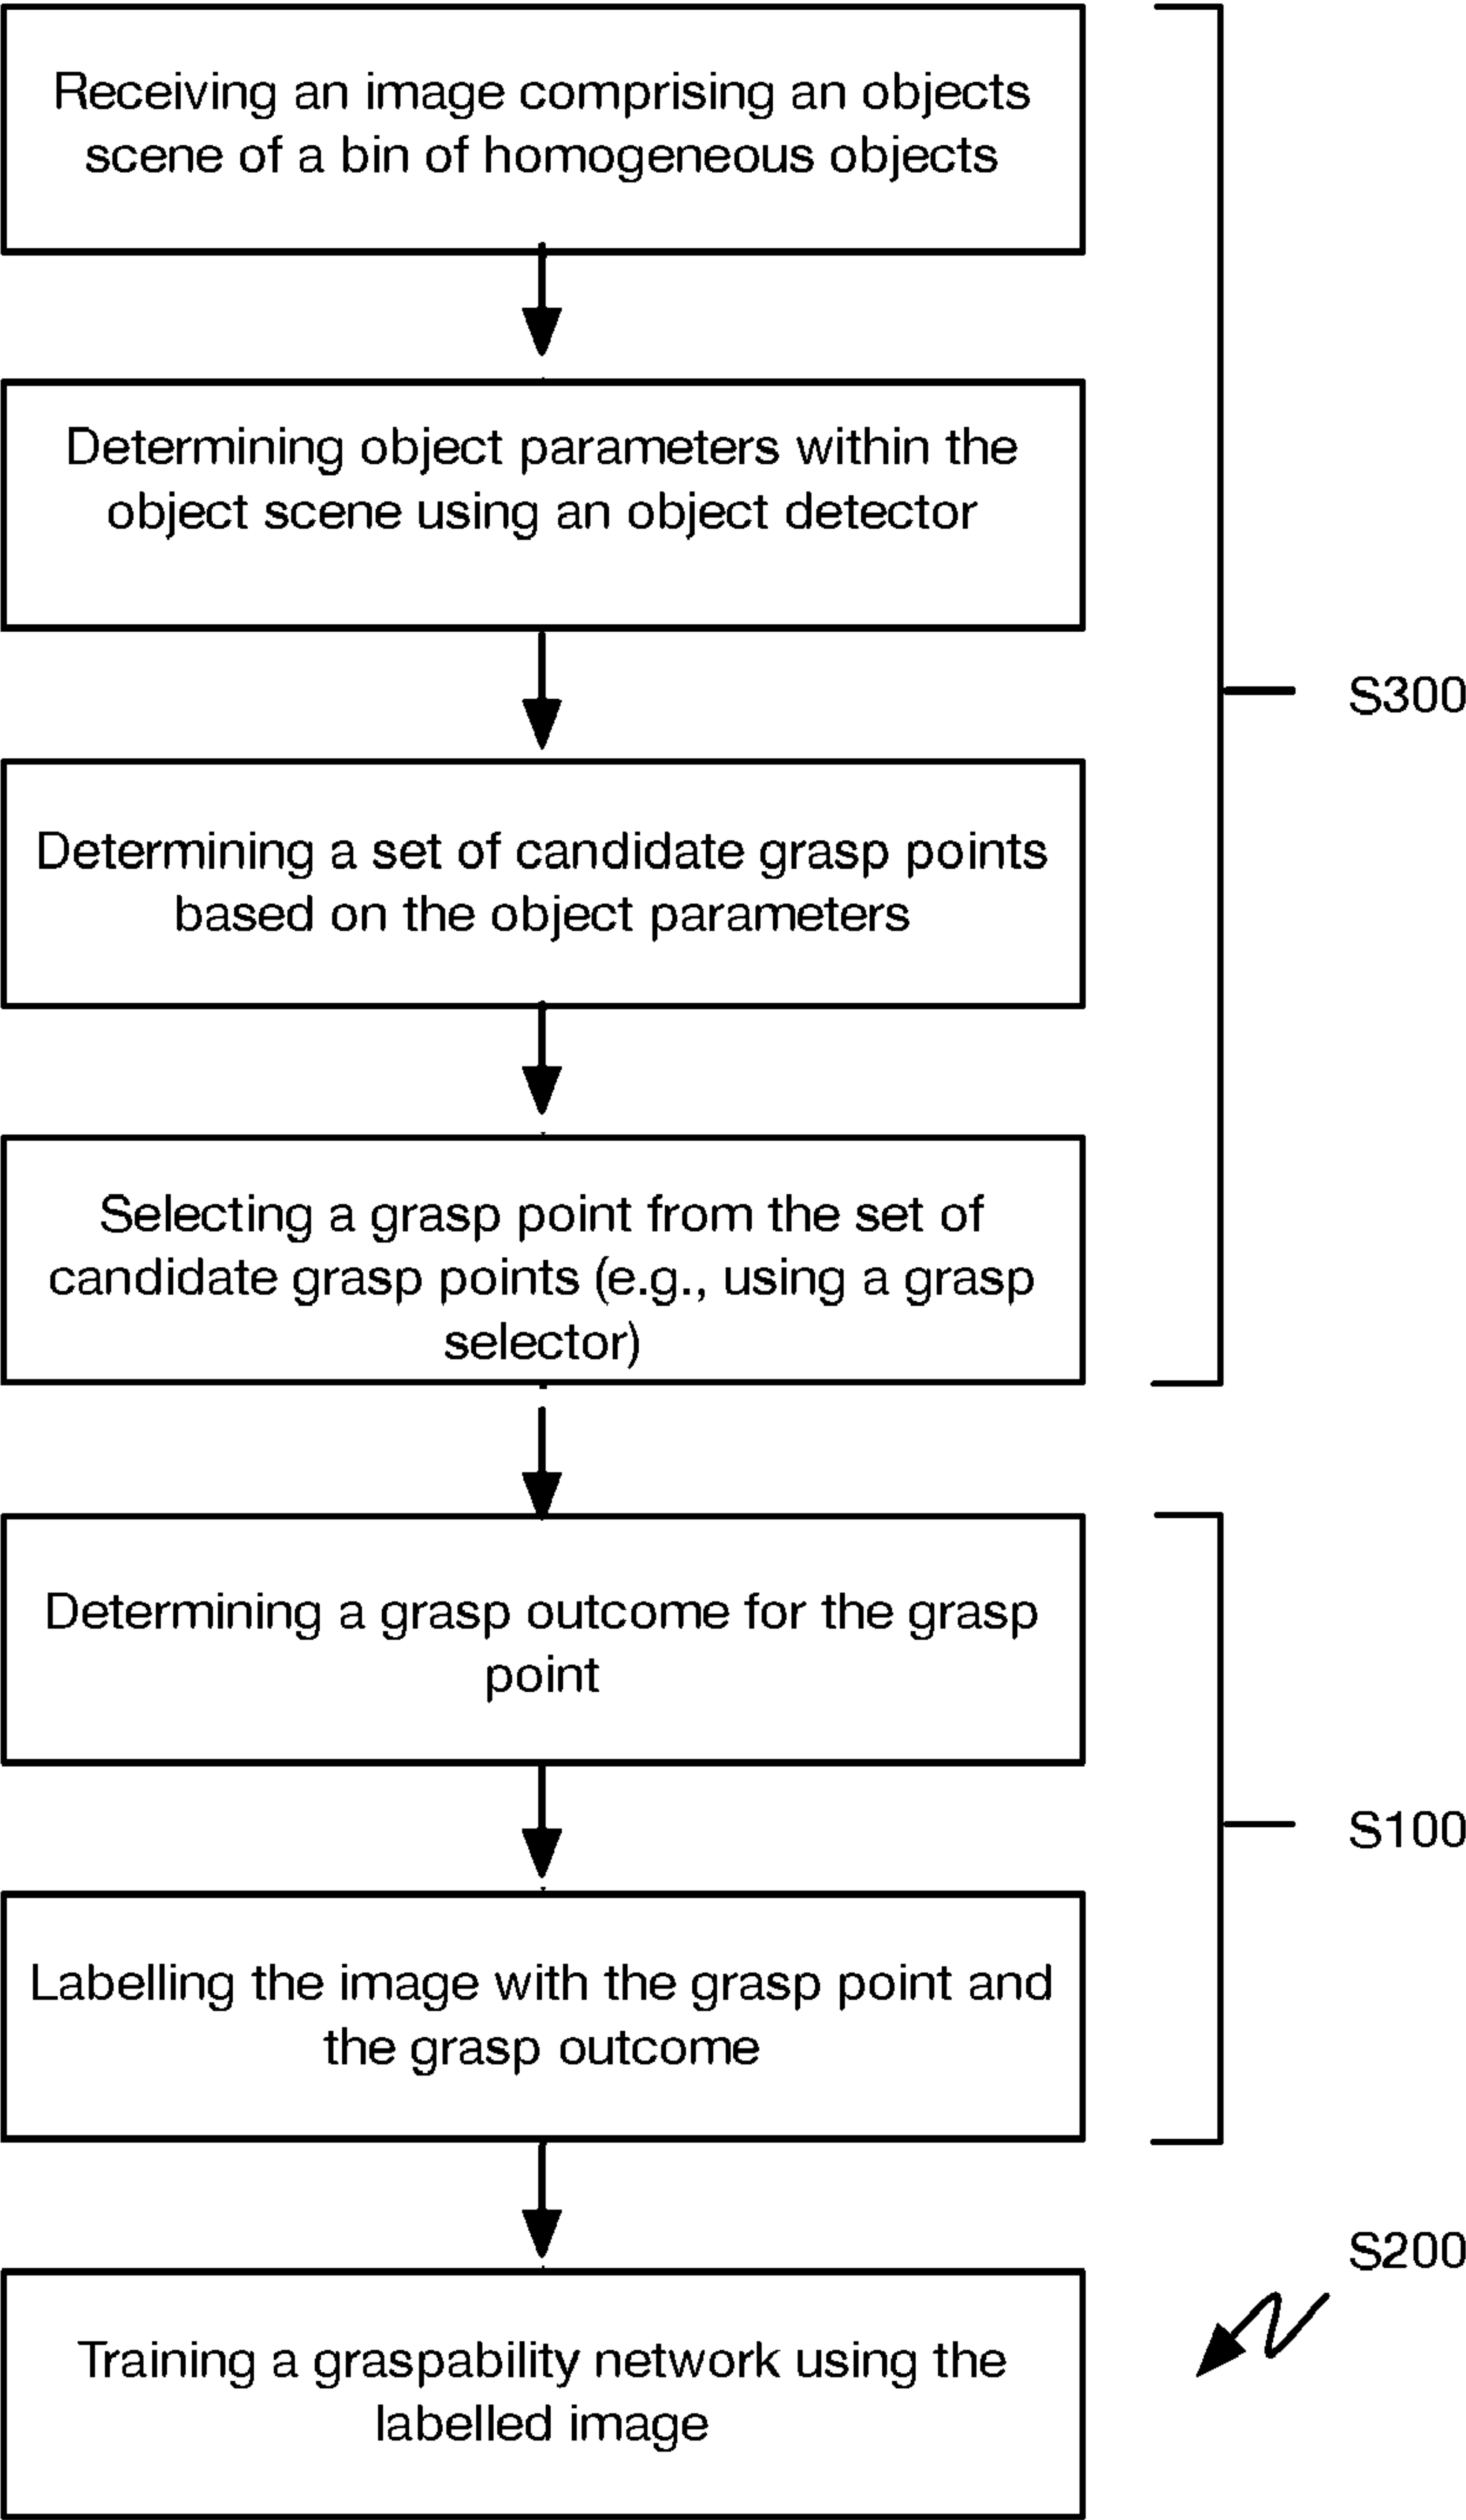 Receiving an image comprising an objects
scene of a bin of homogeneous objects
Determining object parameters within the
object scene using an object detector
S300
Determining a set of candidate grasp points
based on the object parameters
Selecting a grasp point from the set of
candidate grasp points (e.g., using a grasp
selector)
Determining a grasp outcome for the grasp
point
S100
Labelling the image with the grasp point and
the grasp outcome
S200
Training a graspability network using the
labelled image